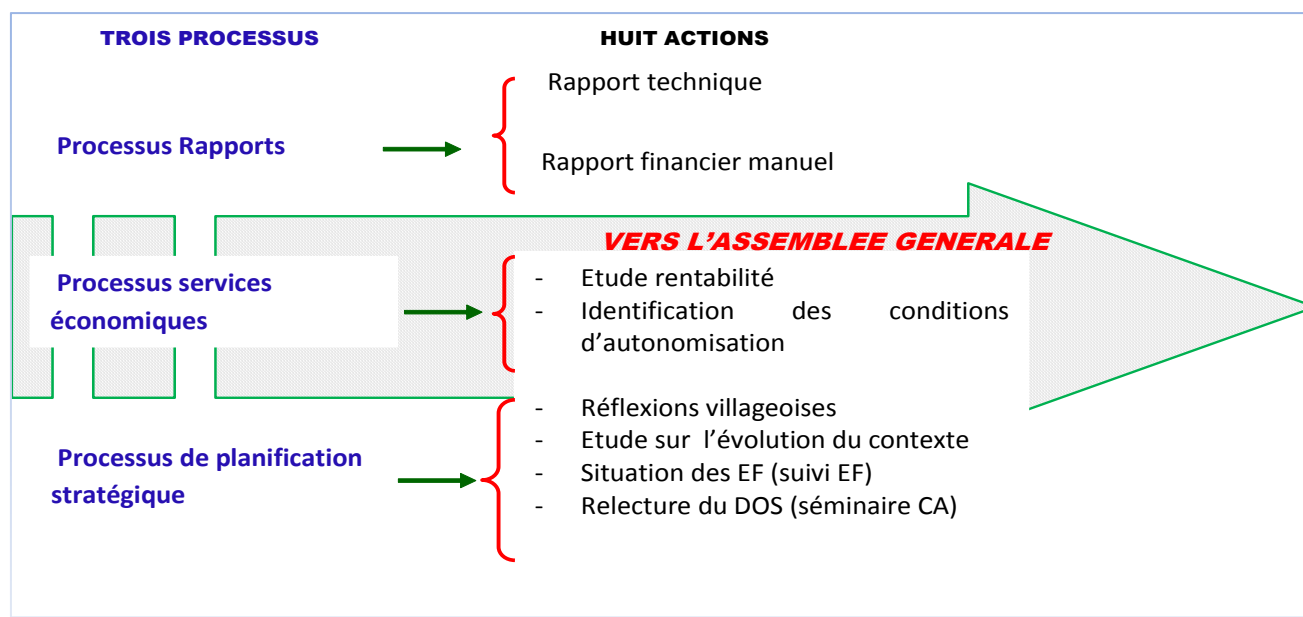 TROIS PROCESSUS
HUIT ACTIONS
Rapport technique
Processus Rapports
Rapport financier manuel
VERS L'ASSEMBLEE GENERALE
Processus services
économiques
- Etude rentabilité
- Identification des conditions
d'autonomisation
Processus de planification
stratégique
- Réflexions villageoises
- Etude sur l'évolution du contexte
- Situation des EF (suivi EF)
- Relecture du DOS (séminaire CA)